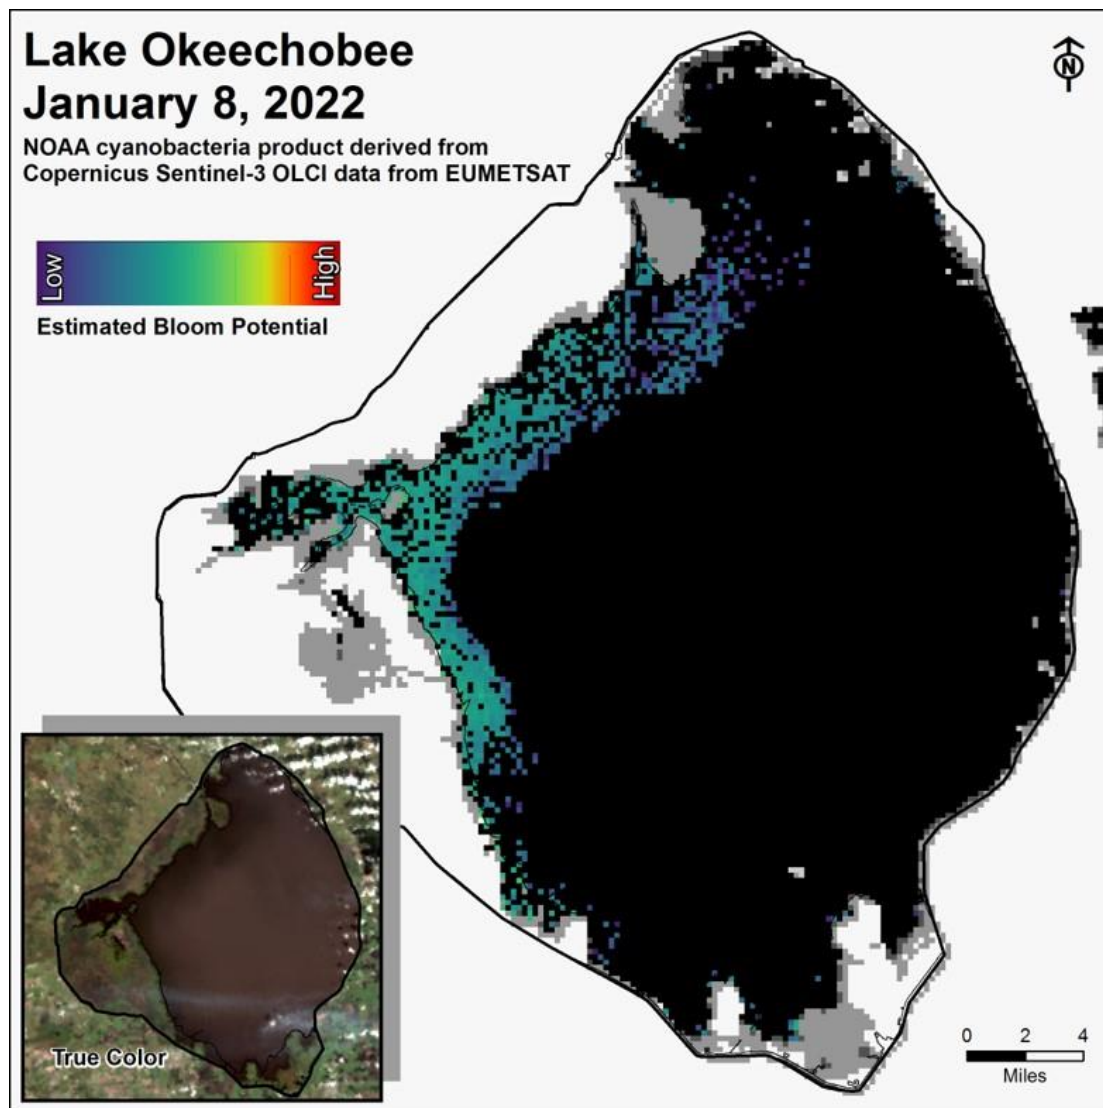 Lake Okeechobee
January 8, 2022
NOAA cyanobacteria product derived from
Copernicus Sentinel-3 OLCI data from EUMETSAT
N
Low
High
Estimated Bloom Potential
True Color
0 2 4
Miles